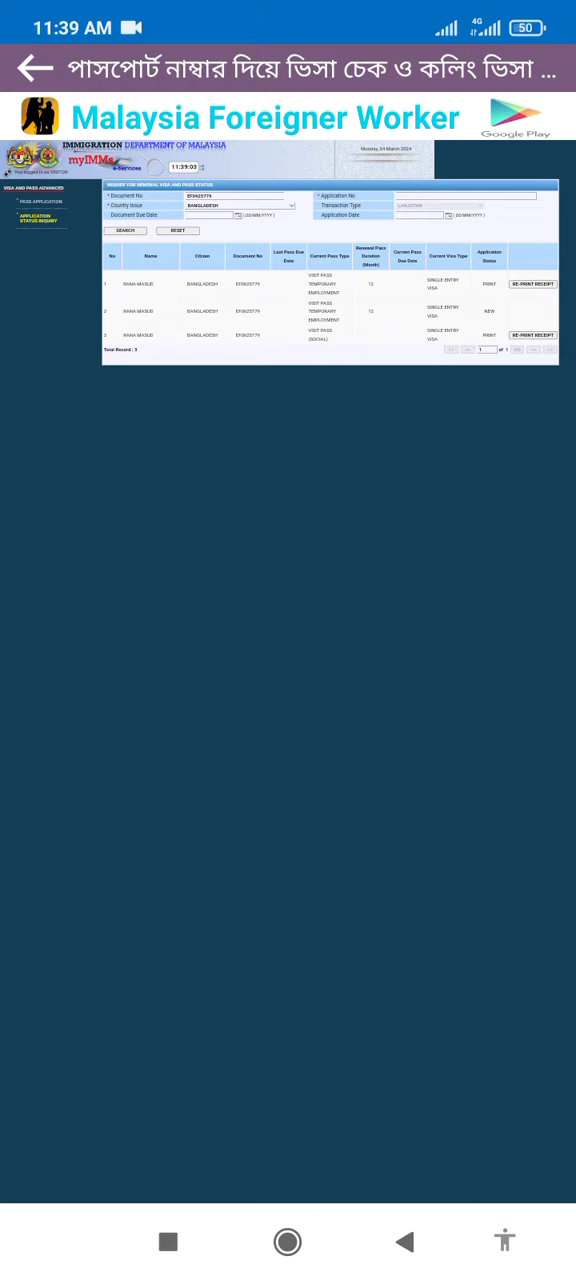 11:39 AM
4G
50
পাসপোর্ট নাম্বার দিয়ে ভিসা চেক ও কলিং ভিসা ...
Malaysia Foreigner Worker
Google Play
IMMIGRATION DEPARTMENT OF MALAYSIA
myIMMs
e-Services
11:39:03
Monday, 04 March 2024
You logged in as VISITOR
VISA AND PASS ADVANCED
PASS APPLICATION
APPLICATION
STATUS INQUIRY
INQUIRY FOR RENEWAL VISA AND PASS STATUS
* Document No EF0625779 * Application No
* Country Issue BANGLADESH Transaction Type LANJUTAN
Document Due Date (DD/MM/YYYY) Application Date (DD/MM/YYYY)
SEARCH RESET
No Name Citizen Document No Last Pass Due Date Current Pass Type Renewal Pass Duration (Month) Current Pass Due Date Current Visa Type Application Status
1 RANA MASUD BANGLADESH EF0625779 VISIT PASS TEMPORARY EMPLOYMENT 12 SINGLE ENTRY VISA PRINT RE-PRINT RECEIPT
2 RANA MASUD BANGLADESH EF0625779 VISIT PASS TEMPORARY EMPLOYMENT 12 SINGLE ENTRY VISA NEW
3 RANA MASUD BANGLADESH EF0625779 VISIT PASS (SOCIAL) SINGLE ENTRY VISA PRINT RE-PRINT RECEIPT
Total Record : 3 1 of 1